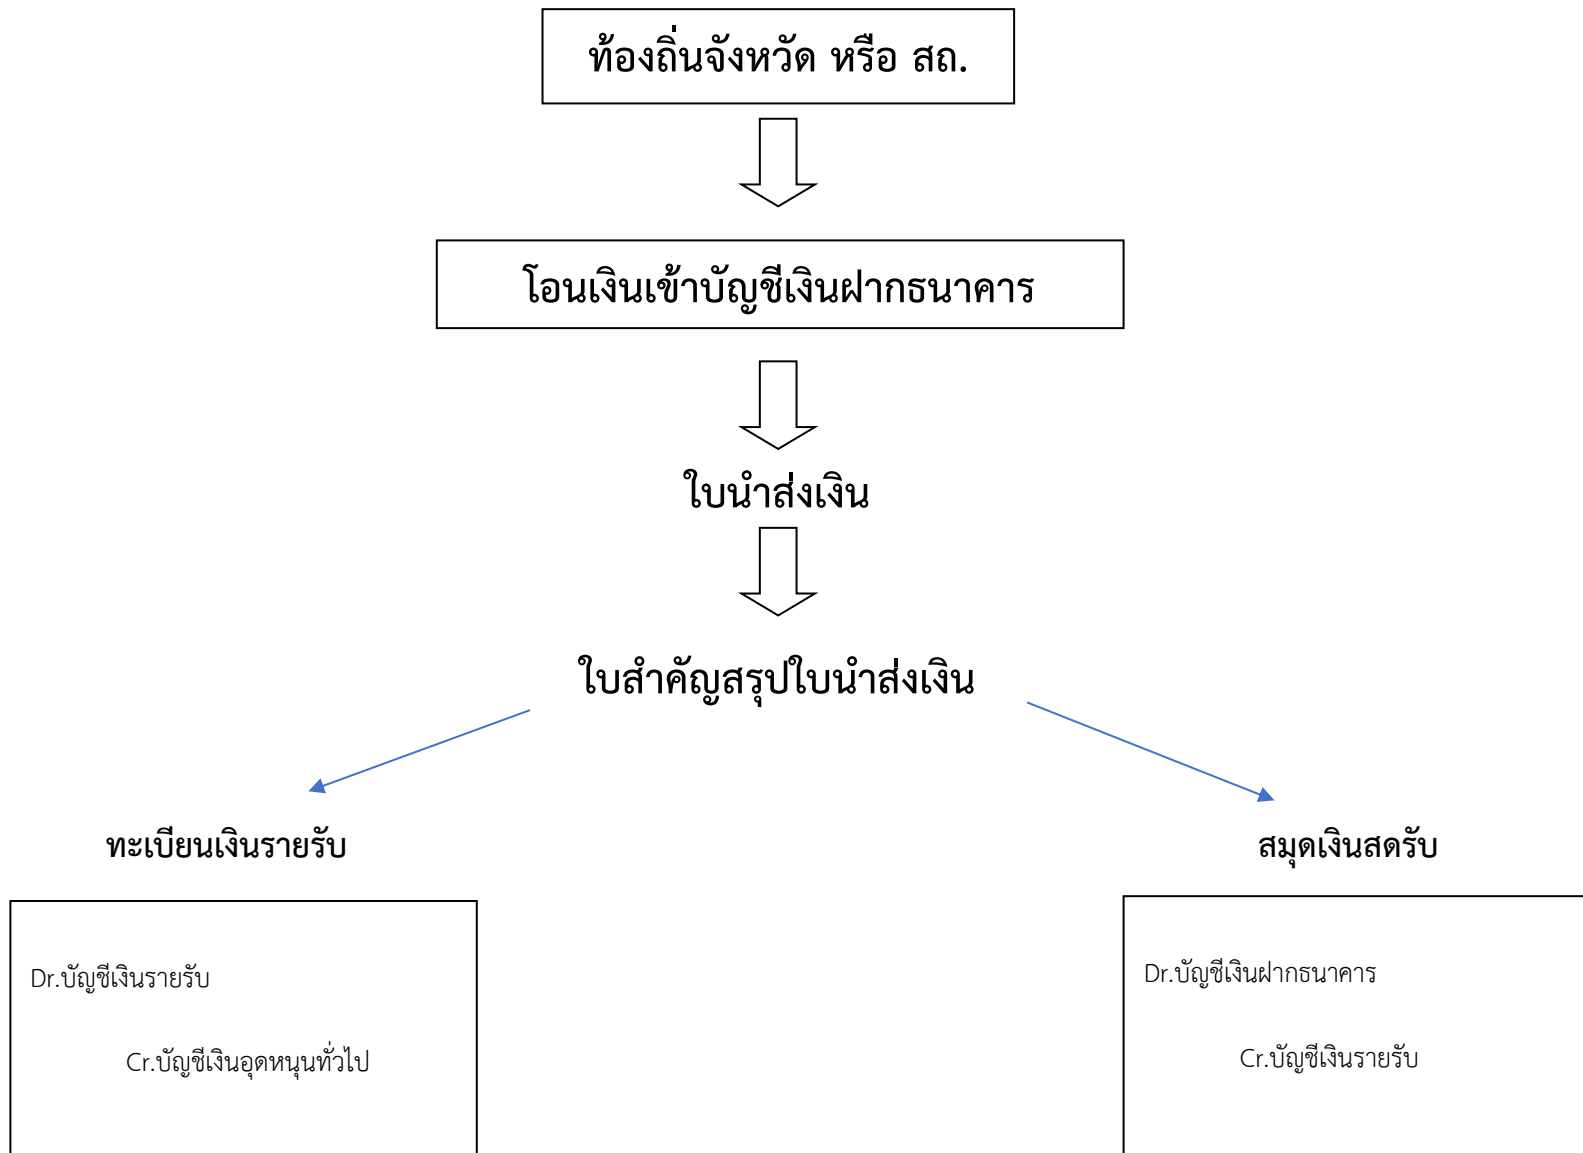 ท้องถิ่นจังหวัด หรือ สถ.
โอนเงินเข้าบัญชีเงินฝากธนาคาร
ใบนำส่งเงิน
ใบสำคัญสรุปใบนำส่งเงิน
ทะเบียนเงินรายรับ
สมุดเงินสดรับ
Dr.บัญชีเงินรายรับ
Cr.บัญชีเงินอุดหนุนทั่วไป
Dr.บัญชีเงินฝากธนาคาร
Cr.บัญชีเงินรายรับ